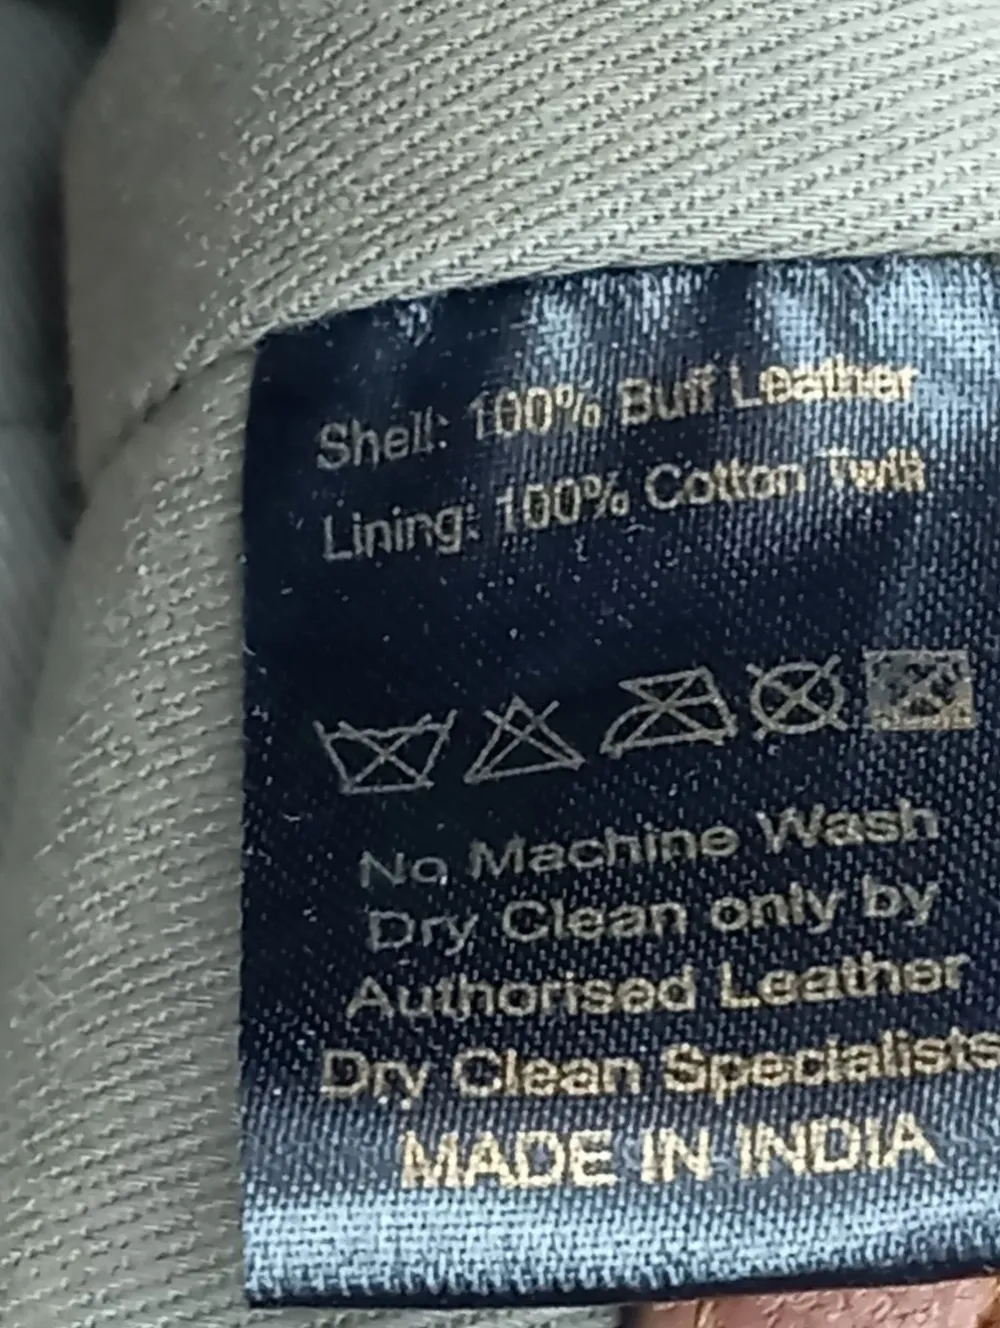 Shell: 100% Buff Leather
Lining: 100% Cotton Twill
No Machine Wash
Dry Clean only by
Authorised Leather
Dry Clean Specialists
MADE IN INDIA